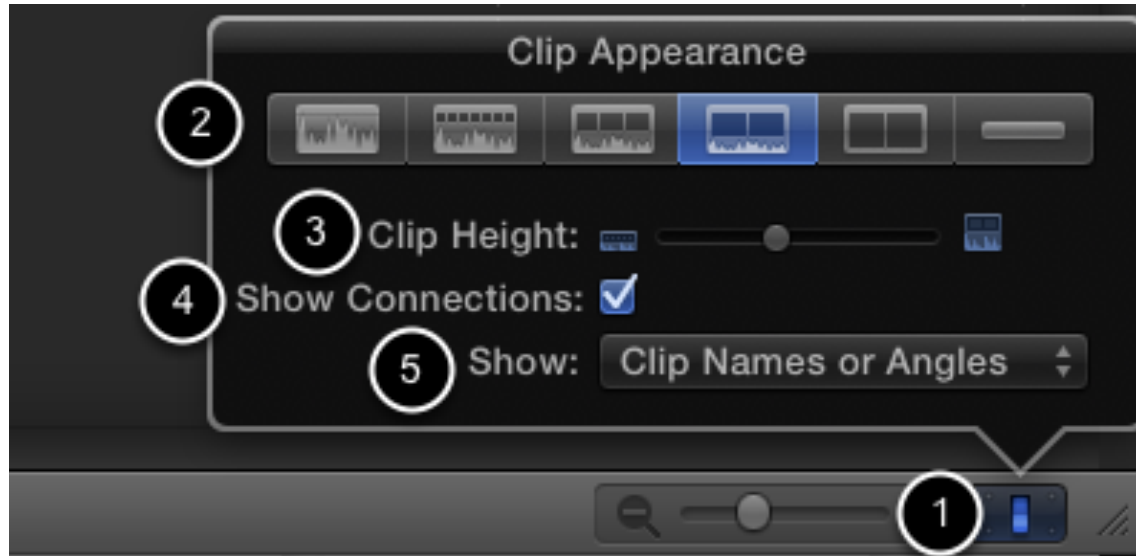 Clip Appearance
2
3 Clip Height:
4 Show Connections:
5 Show: Clip Names or Angles
1